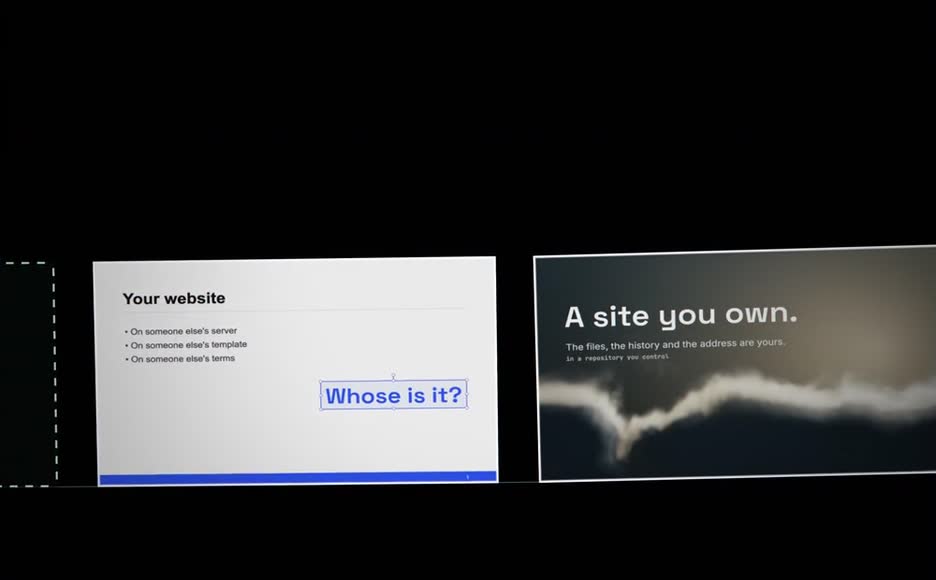 Your website
• On someone else's server
• On someone else's template
• On someone else's terms
Whose is it?
1
A site you own.
The files, the history and the address are yours.
in a repository you control